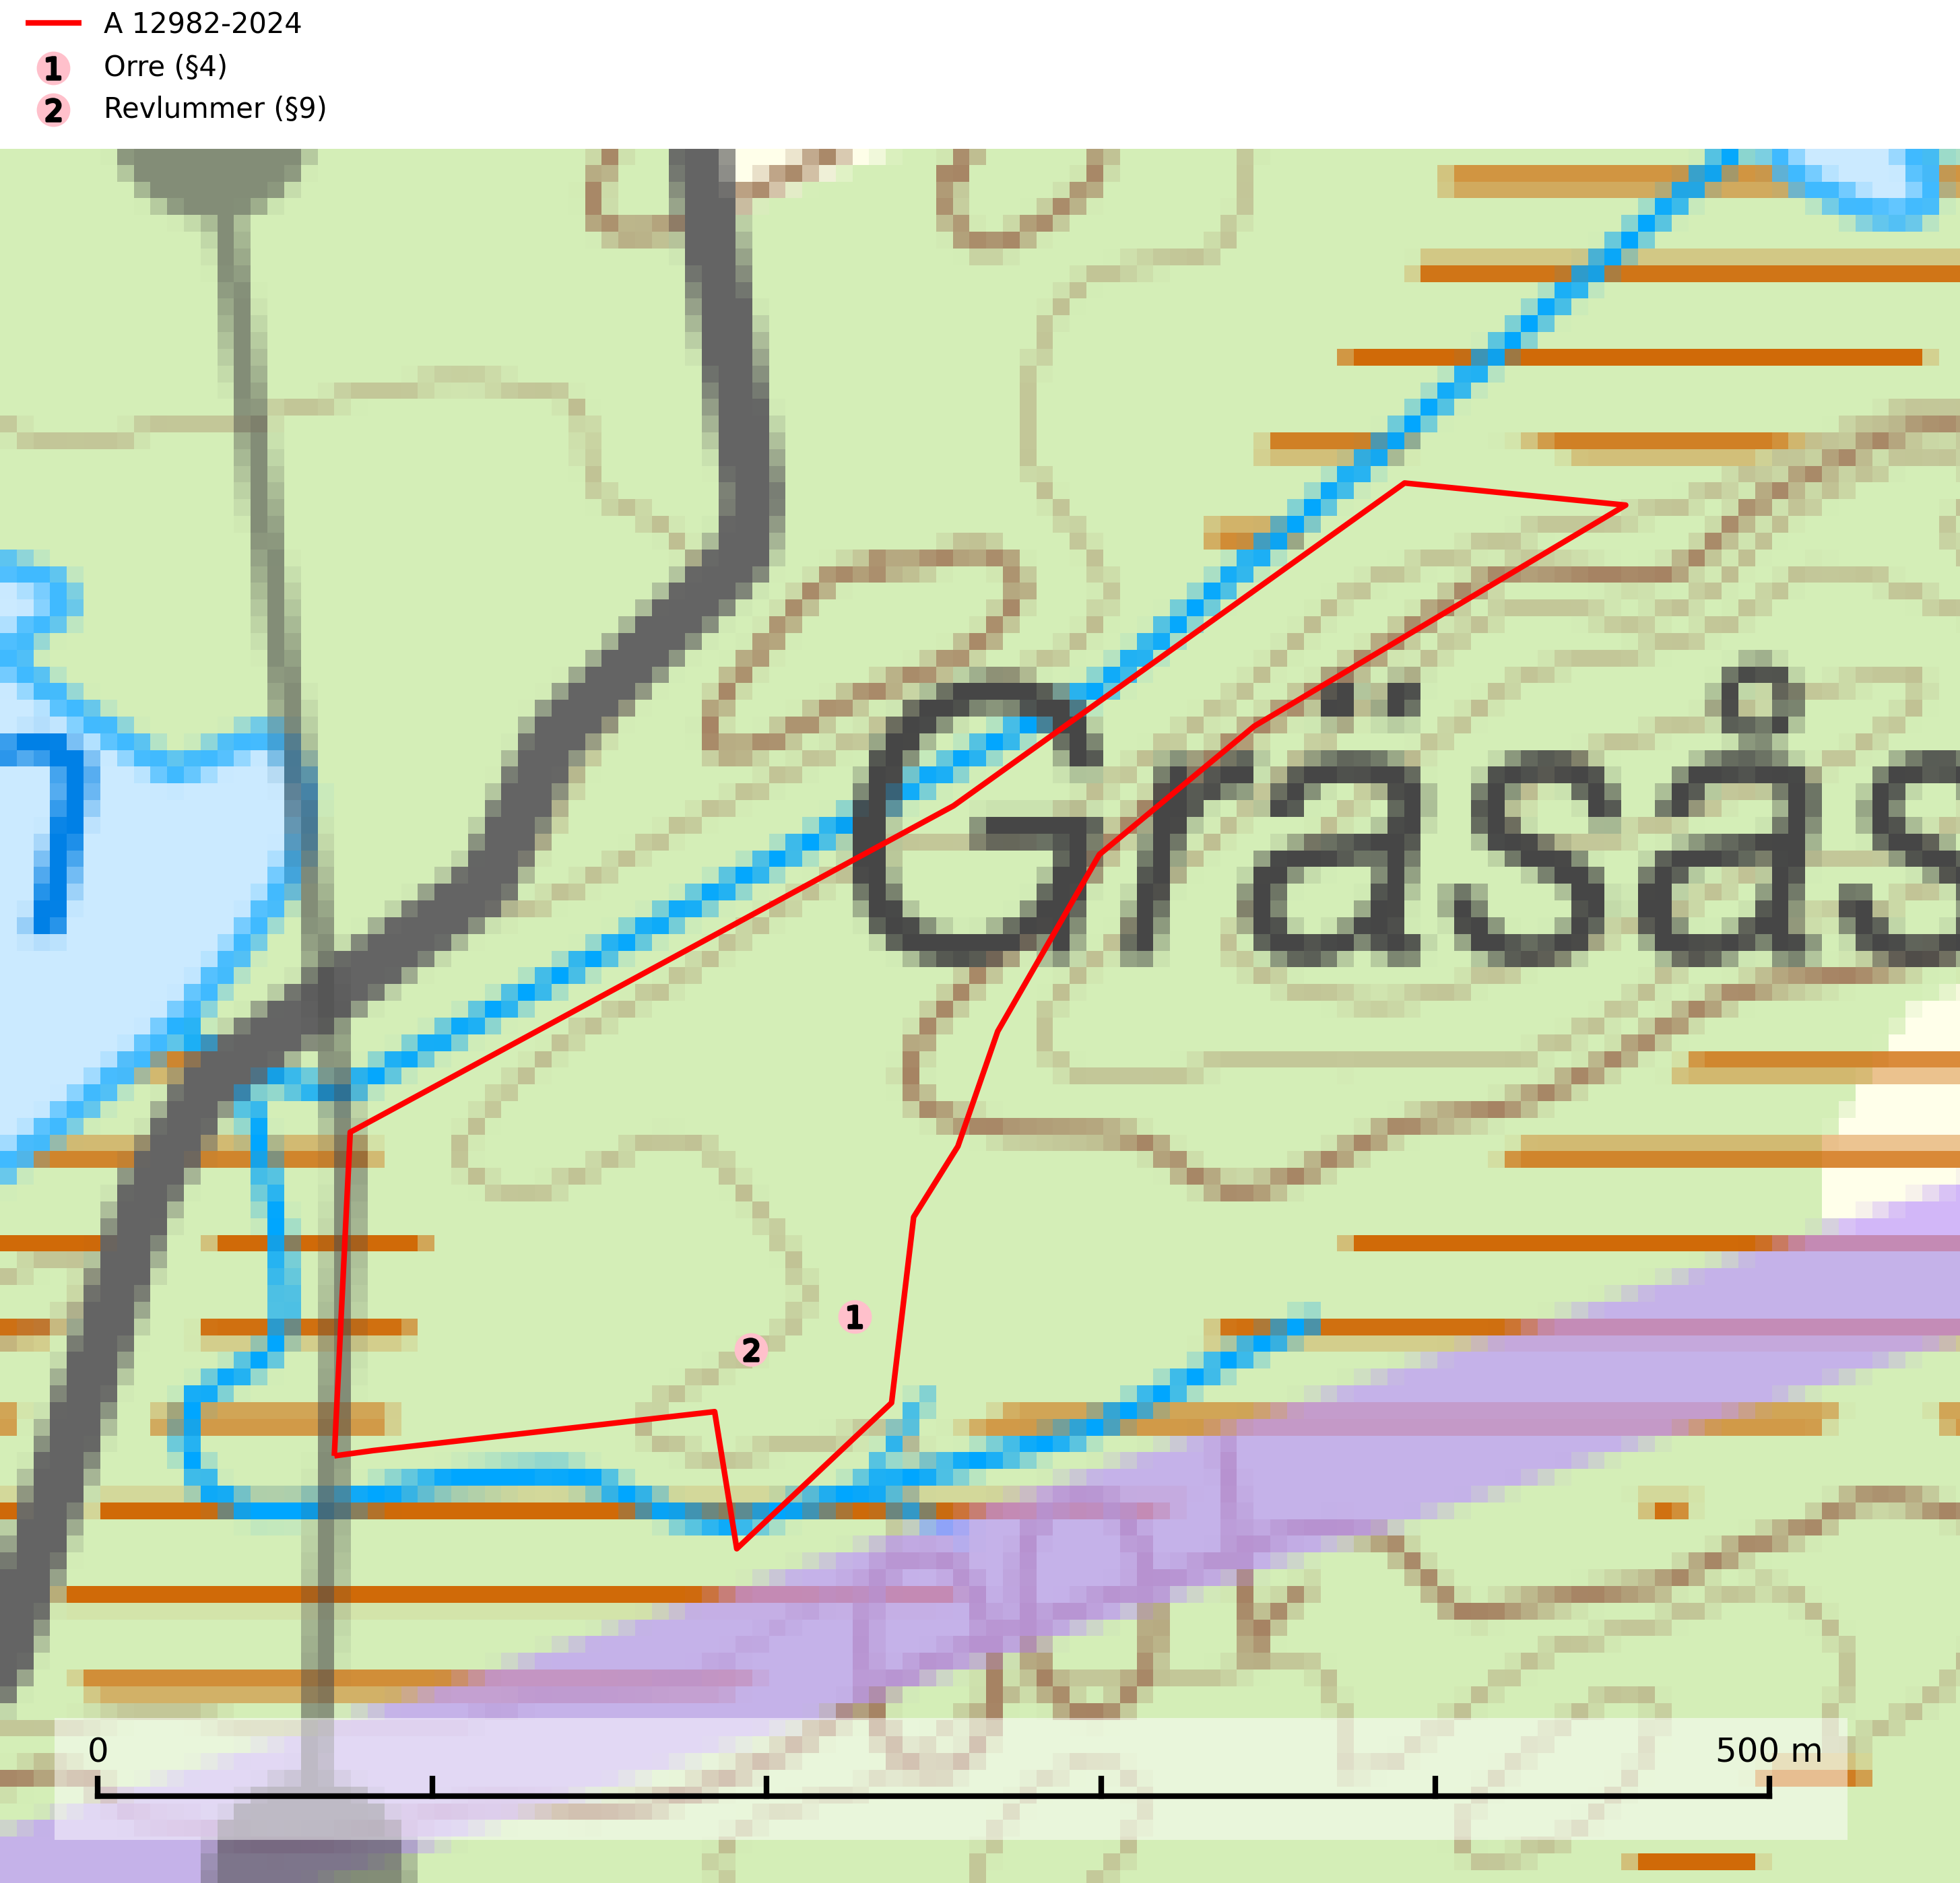 A 12982-2024
1 Orre (§4)
2 Revlummer (§9)
Gräsås
1
2
0 500 m